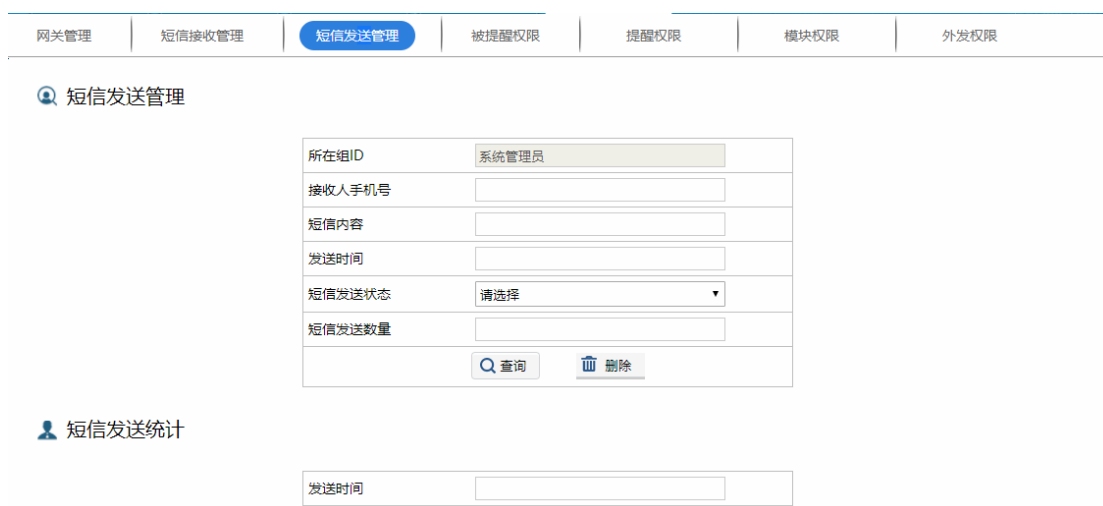 网关管理 短信接收管理 短信发送管理 被提醒权限 提醒权限 模块权限 外发权限
短信发送管理
所在组ID 系统管理员
接收人手机号
短信内容
发送时间
短信发送状态 请选择
短信发送数量
查询 删除
短信发送统计
发送时间